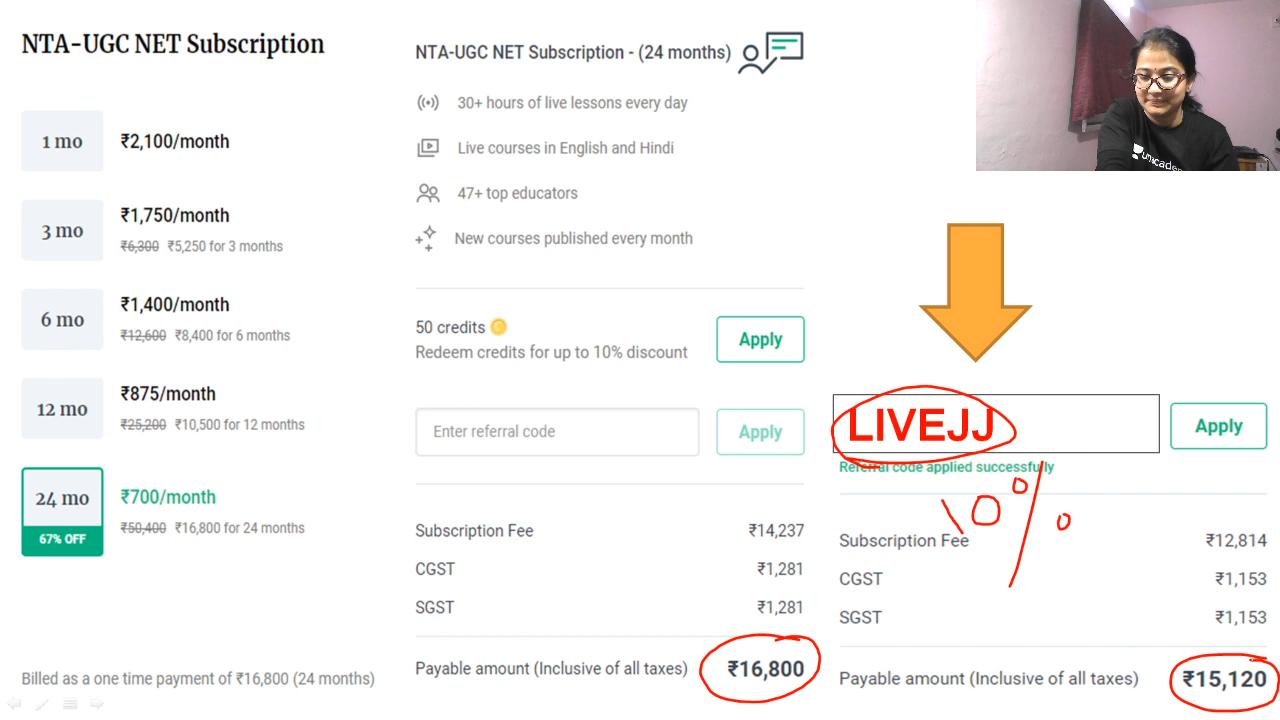 NTA-UGC NET Subscription
1 mo
₹2,100/month
3 mo
₹1,750/month
₹6,300 ₹5,250 for 3 months
6 mo
₹1,400/month
₹12,600 ₹8,400 for 6 months
12 mo
₹875/month
₹25,200 ₹10,500 for 12 months
24 mo
67% OFF
₹700/month
₹50,400 ₹16,800 for 24 months
Billed as a one time payment of ₹16,800 (24 months)
NTA-UGC NET Subscription - (24 months)
30+ hours of live lessons every day
Live courses in English and Hindi
47+ top educators
New courses published every month
50 credits
Redeem credits for up to 10% discount
Apply
Enter referral code
Apply
Subscription Fee ₹14,237
CGST ₹1,281
SGST ₹1,281
Payable amount (Inclusive of all taxes) ₹16,800
LIVEJJ
Apply
Referral code applied successfully
10%
Subscription Fee ₹12,814
CGST ₹1,153
SGST ₹1,153
Payable amount (Inclusive of all taxes) ₹15,120